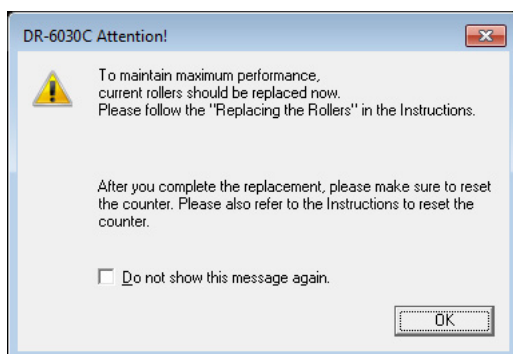 DR-6030C Attention!
To maintain maximum performance,
current rollers should be replaced now.
Please follow the "Replacing the Rollers" in the Instructions.
After you complete the replacement, please make sure to reset
the counter. Please also refer to the Instructions to reset the
counter.
Do not show this message again.
OK